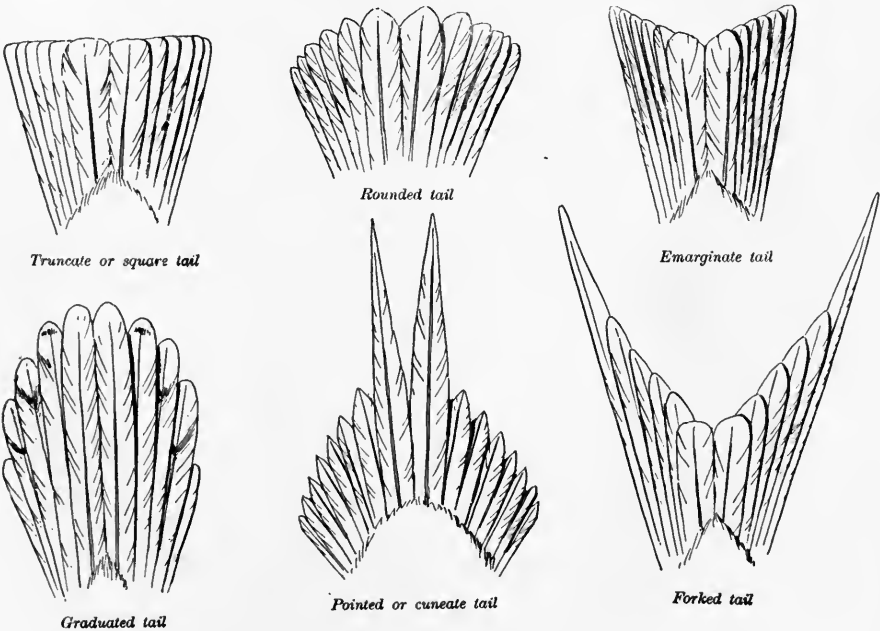 Truncate or square tail
Rounded tail
Emarginate tail
Graduated tail
Pointed or cuneate tail
Forked tail